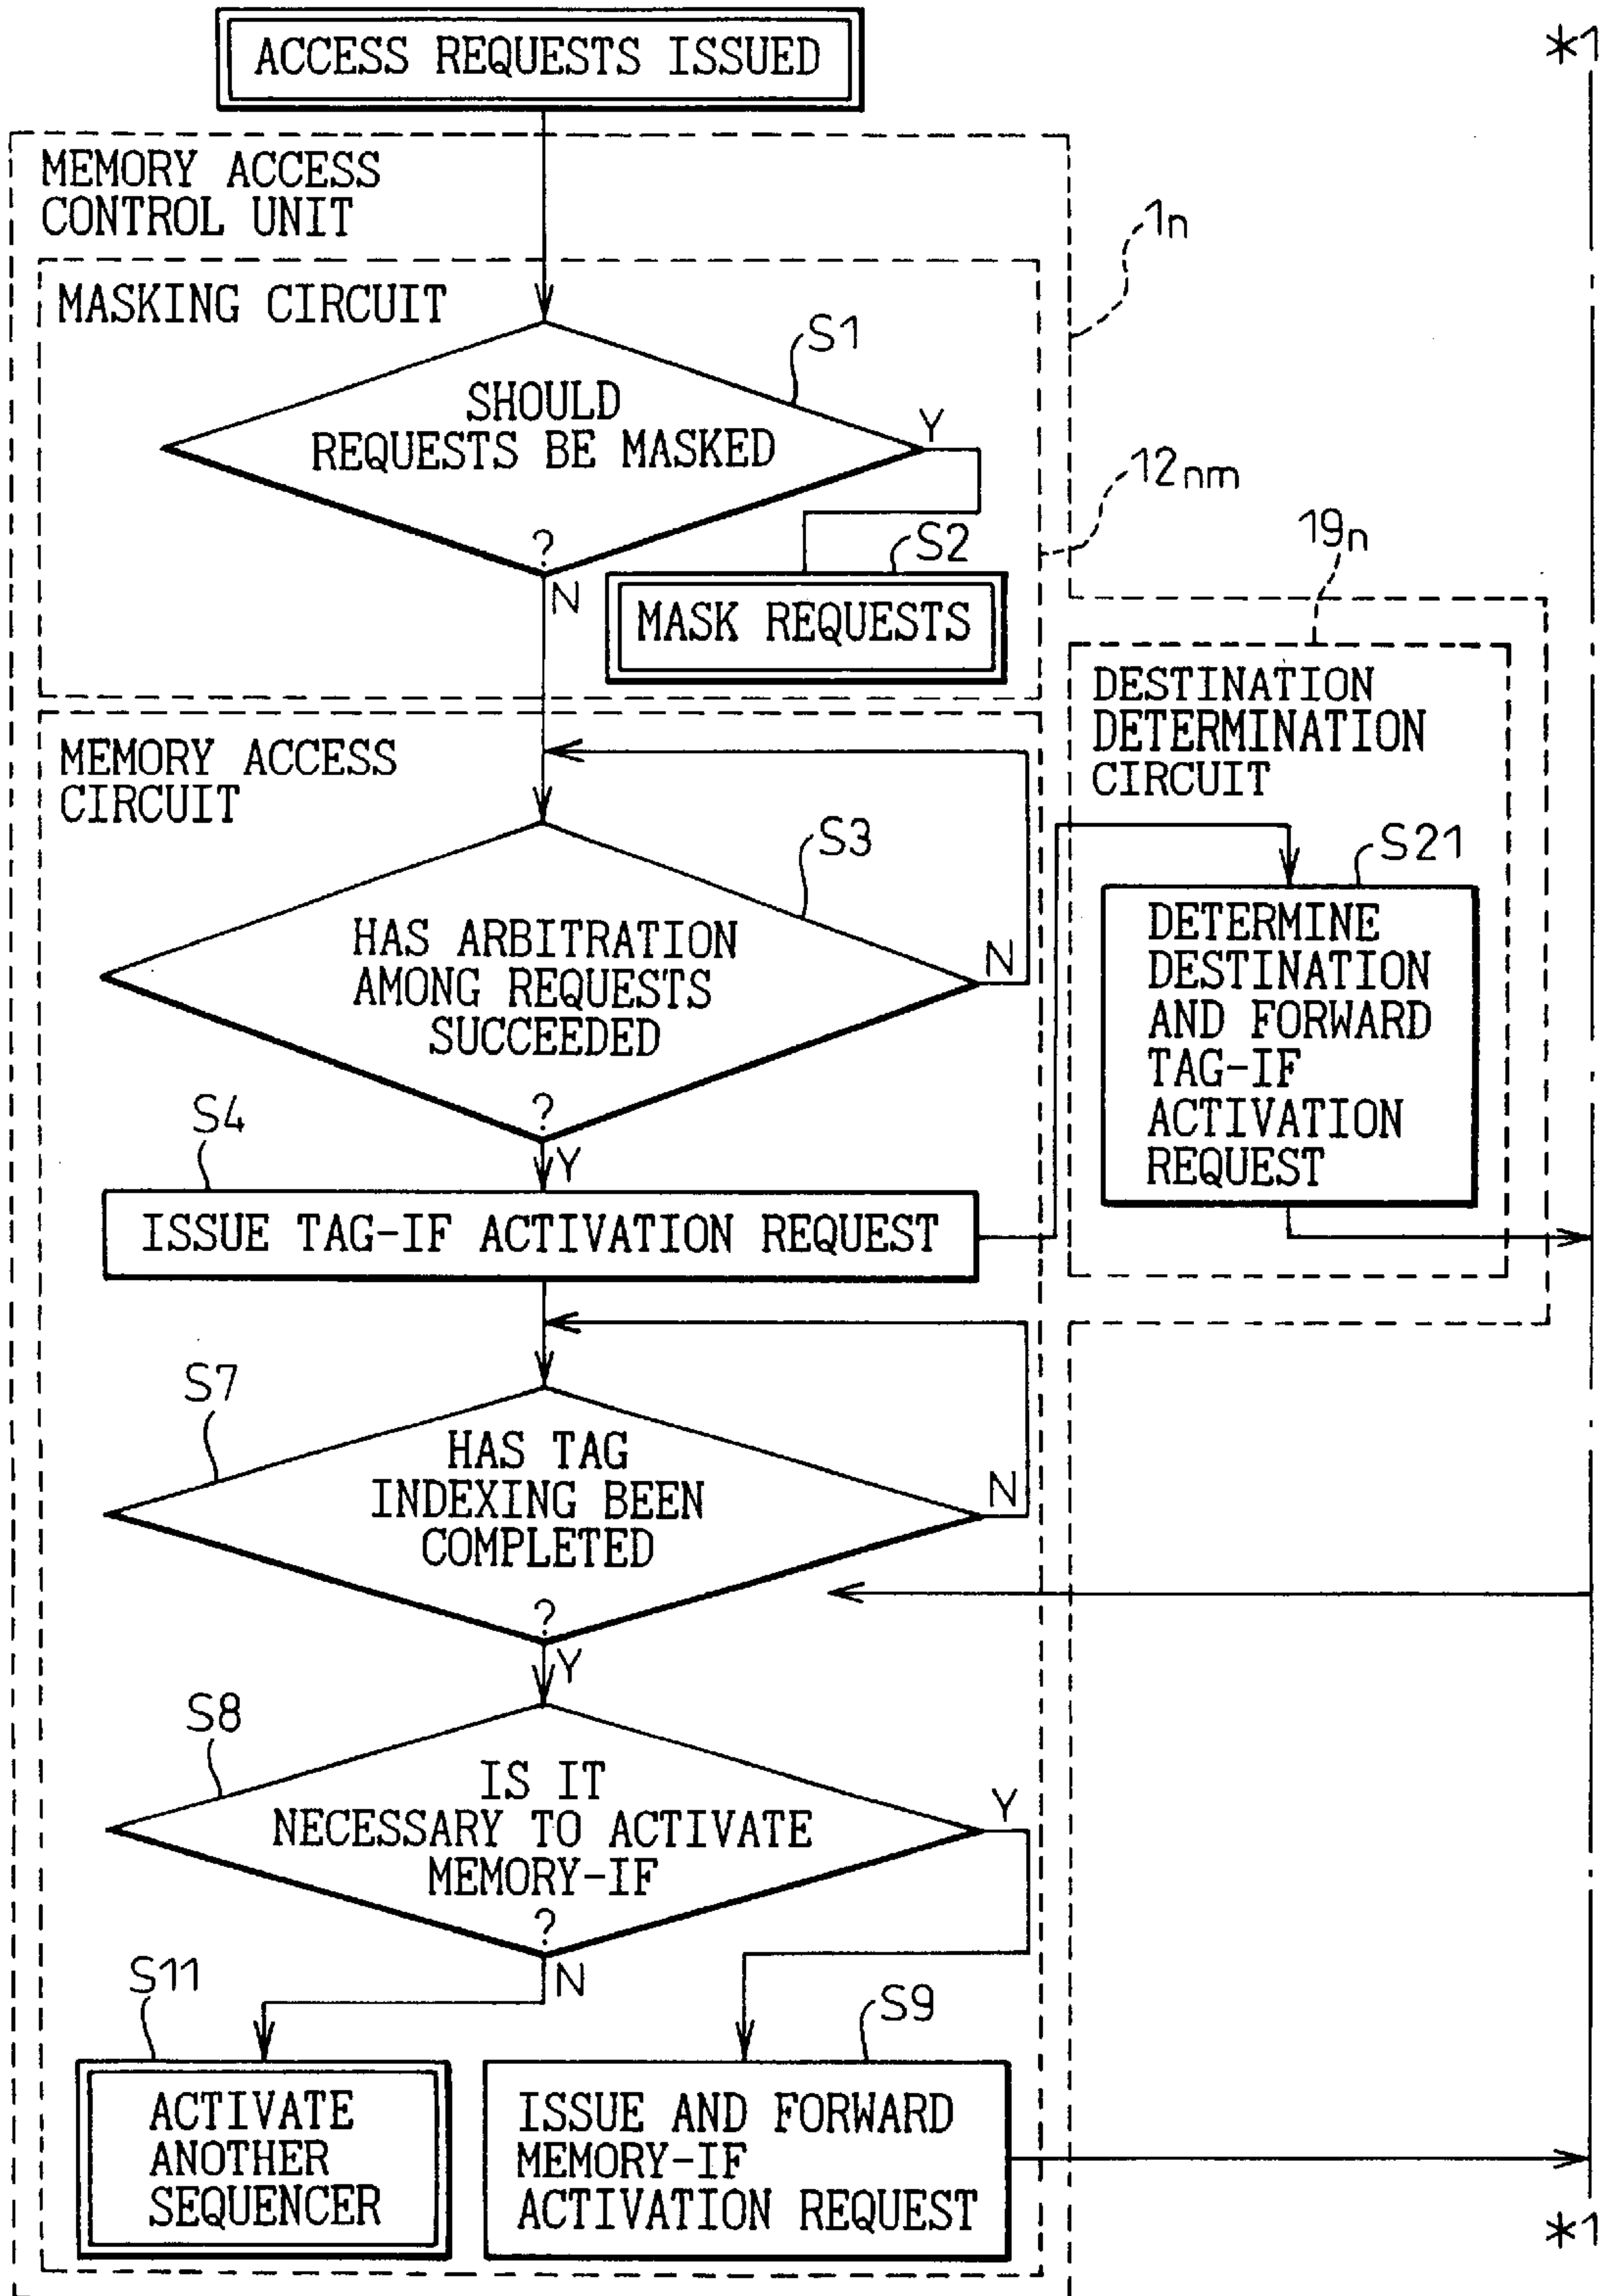 ACCESS REQUESTS ISSUED
*1
MEMORY ACCESS
CONTROL UNIT
1n
MASKING CIRCUIT
S1
SHOULD
REQUESTS BE MASKED
?
Y
N
12nm
S2
MASK REQUESTS
19n
DESTINATION
DETERMINATION
CIRCUIT
MEMORY ACCESS
CIRCUIT
S3
HAS ARBITRATION
AMONG REQUESTS
SUCCEEDED
?
N
Y
S21
DETERMINE
DESTINATION
AND FORWARD
TAG-IF
ACTIVATION
REQUEST
S4
ISSUE TAG-IF ACTIVATION REQUEST
S7
HAS TAG
INDEXING BEEN
COMPLETED
?
N
Y
S8
IS IT
NECESSARY TO ACTIVATE
MEMORY-IF
?
Y
N
S11
ACTIVATE
ANOTHER
SEQUENCER
S9
ISSUE AND FORWARD
MEMORY-IF
ACTIVATION REQUEST
*1